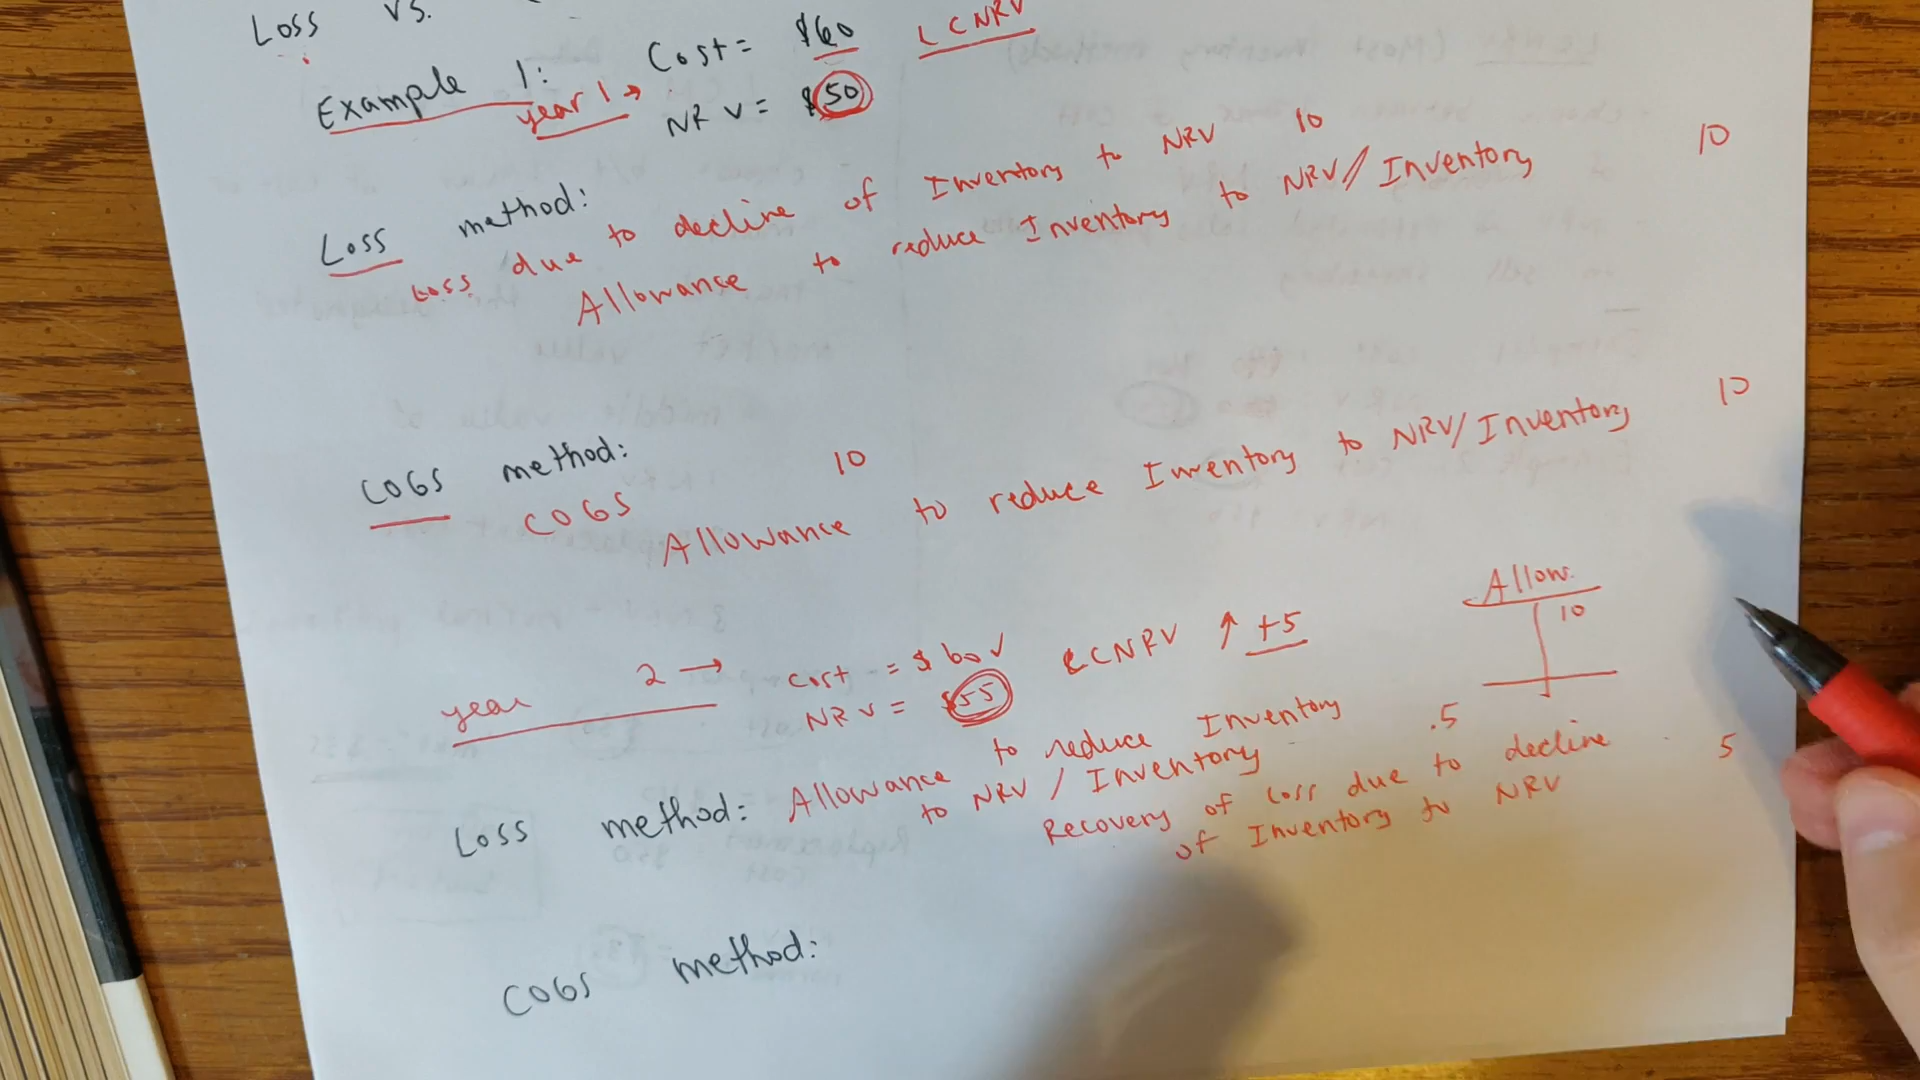 Loss vs.
Example 1: Cost = $60 LCNRV
year 1 → NRV = $50
Loss method:
Loss due to decline of Inventory to NRV 10
Allowance to reduce Inventory to NRV/Inventory 10
COGS method:
COGS 10
Allowance to reduce Inventory to NRV/Inventory 10
Allow.
10
year 2 → cost = $60 ✓ LCNRV ↑ +5
NRV = $55
Loss method: Allowance to reduce Inventory .5
to NRV / Inventory
Recovery of Loss due to decline 5
of Inventory to NRV
COGS method: